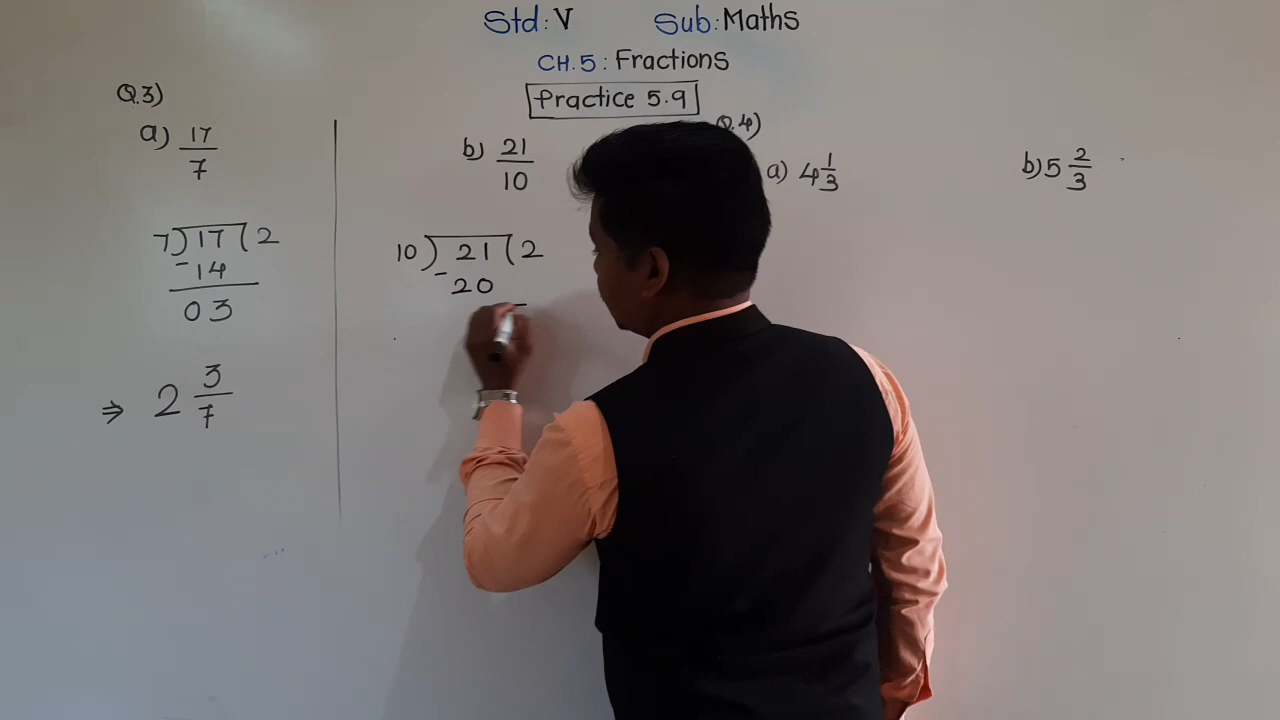 Std: V Sub: Maths
CH.5: Fractions
Practice 5.9
Q.3)
a) 17/7
7)17(2
-14
03
⇒ 2 3/7
b) 21/10
10)21(2
-20
Q.4)
a) 4 1/3
b) 5 2/3